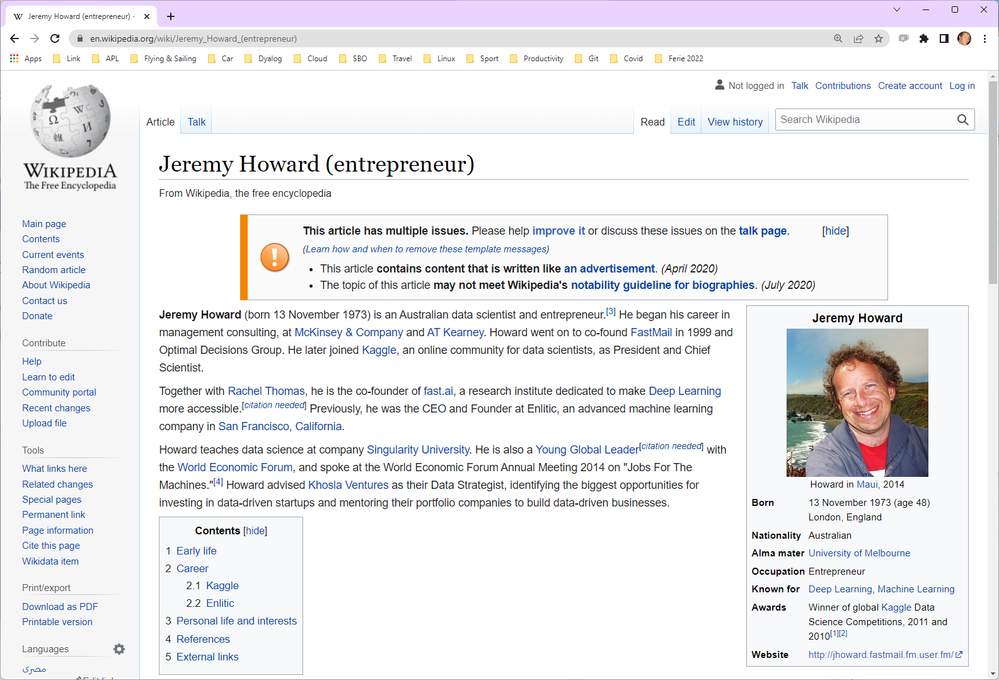 Jeremy Howard (entrepreneur) -
en.wikipedia.org/wiki/Jeremy_Howard_(entrepreneur)
Apps Link APL Flying & Sailing Car Dyalog Cloud SBO Travel Linux Sport Productivity Git Covid Ferie 2022
Not logged in Talk Contributions Create account Log in
Article Talk Read Edit View history Search Wikipedia
WIKIPEDIA
The Free Encyclopedia
Main page
Contents
Current events
Random article
About Wikipedia
Contact us
Donate
Contribute
Help
Learn to edit
Community portal
Recent changes
Upload file
Tools
What links here
Related changes
Special pages
Permanent link
Page information
Cite this page
Wikidata item
Print/export
Download as PDF
Printable version
Languages
مصرى
Jeremy Howard (entrepreneur)
From Wikipedia, the free encyclopedia
This article has multiple issues. Please help improve it or discuss these issues on the talk page. [hide]
(Learn how and when to remove these template messages)
• This article contains content that is written like an advertisement. (April 2020)
• The topic of this article may not meet Wikipedia's notability guideline for biographies. (July 2020)
Jeremy Howard (born 13 November 1973) is an Australian data scientist and entrepreneur.[3] He began his career in
management consulting, at McKinsey & Company and AT Kearney. Howard went on to co-found FastMail in 1999 and
Optimal Decisions Group. He later joined Kaggle, an online community for data scientists, as President and Chief
Scientist.
Together with Rachel Thomas, he is the co-founder of fast.ai, a research institute dedicated to make Deep Learning
more accessible.[citation needed] Previously, he was the CEO and Founder at Enlitic, an advanced machine learning
company in San Francisco, California.
Howard teaches data science at company Singularity University. He is also a Young Global Leader[citation needed] with
the World Economic Forum, and spoke at the World Economic Forum Annual Meeting 2014 on "Jobs For The
Machines."[4] Howard advised Khosla Ventures as their Data Strategist, identifying the biggest opportunities for
investing in data-driven startups and mentoring their portfolio companies to build data-driven businesses.
Contents [hide]
1 Early life
2 Career
2.1 Kaggle
2.2 Enlitic
3 Personal life and interests
4 References
5 External links
Jeremy Howard
Howard in Maui, 2014
Born 13 November 1973 (age 48)
London, England
Nationality Australian
Alma mater University of Melbourne
Occupation Entrepreneur
Known for Deep Learning, Machine Learning
Awards Winner of global Kaggle Data
Science Competitions, 2011 and
2010[1][2]
Website http://jhoward.fastmail.fm.user.fm/